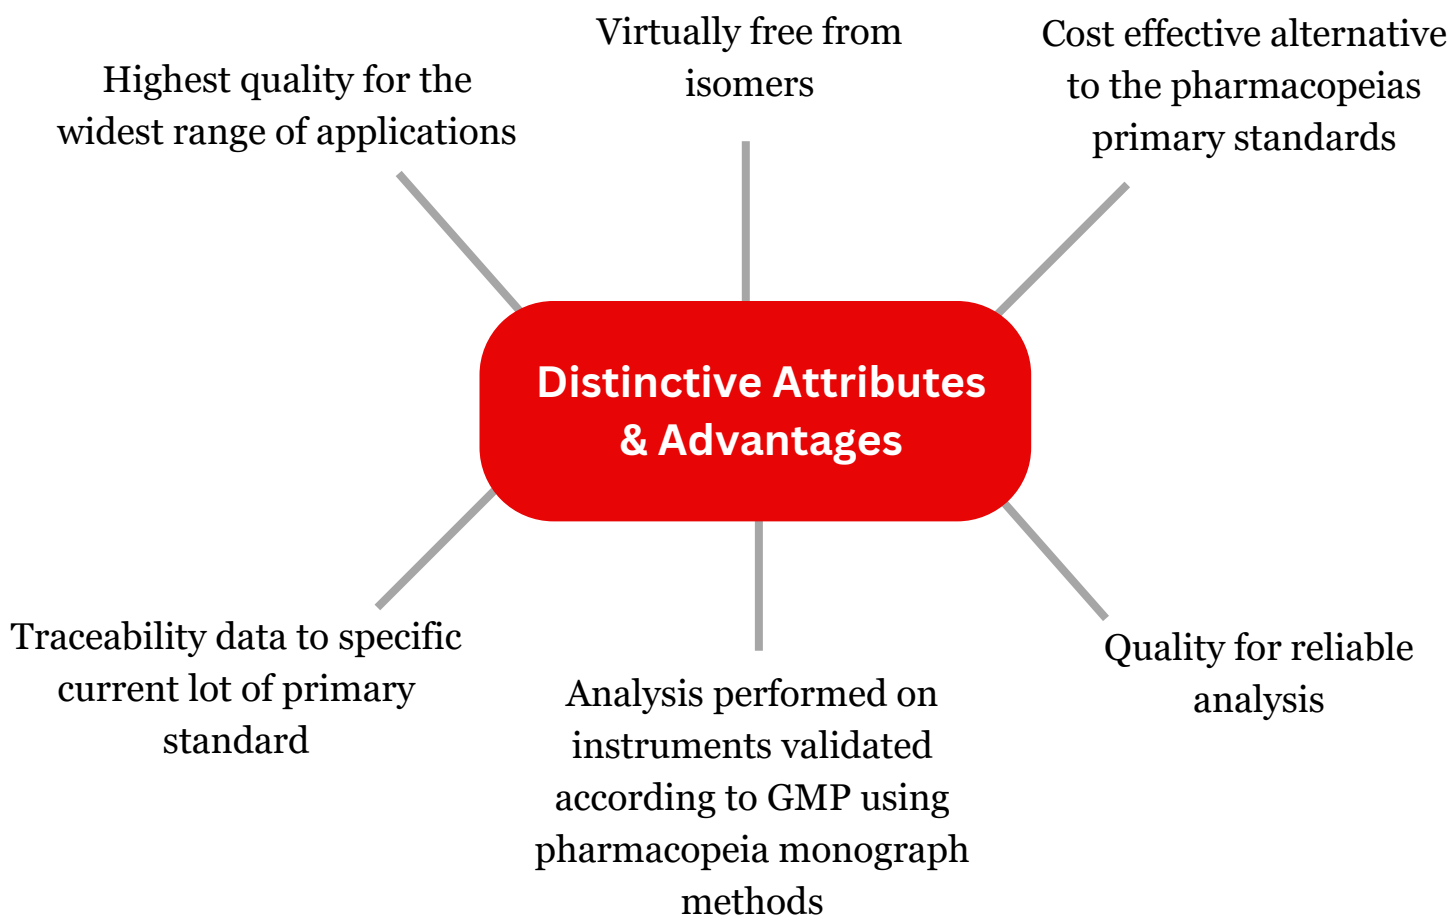 Highest quality for the
widest range of applications
Virtually free from
isomers
Cost effective alternative
to the pharmacopeias
primary standards
Distinctive Attributes
& Advantages
Traceability data to specific
current lot of primary
standard
Analysis performed on
instruments validated
according to GMP using
pharmacopeia monograph
methods
Quality for reliable
analysis